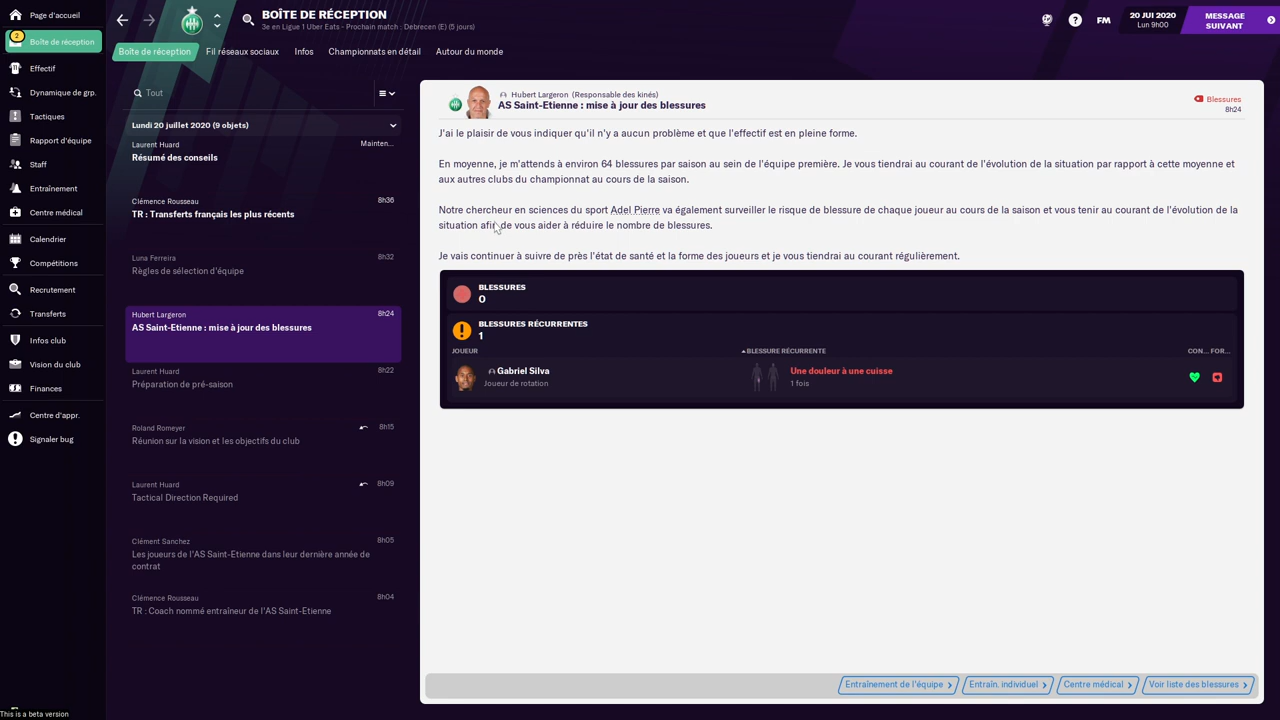 Page d'accueil
2
Boîte de réception
Effectif
Dynamique de grp.
Tactiques
Rapport d'équipe
Staff
Entraînement
Centre médical
Calendrier
Compétitions
Recrutement
Transferts
Infos club
Vision du club
Finances
Centre d'appr.
Signaler bug
This is a beta version
BOÎTE DE RÉCEPTION
3e en Ligue 1 Uber Eats - Prochain match : Debrecen (E) (5 jours)
FM
20 JUI 2020
Lun 9h00
MESSAGE
SUIVANT
Boîte de réception
Fil réseaux sociaux
Infos
Championnats en détail
Autour du monde
Tout
Lundi 20 juillet 2020 (9 objets)
Laurent Huard
Mainten...
Résumé des conseils
Clémence Rousseau
8h36
TR : Transferts français les plus récents
Luna Ferreira
8h32
Règles de sélection d'équipe
Hubert Largeron
8h24
AS Saint-Etienne : mise à jour des blessures
Laurent Huard
8h22
Préparation de pré-saison
Roland Romeyer
8h15
Réunion sur la vision et les objectifs du club
Laurent Huard
8h09
Tactical Direction Required
Clément Sanchez
8h05
Les joueurs de l'AS Saint-Etienne dans leur dernière année de
contrat
Clémence Rousseau
8h04
TR : Coach nommé entraîneur de l'AS Saint-Etienne
Hubert Largeron (Responsable des kinés)
AS Saint-Etienne : mise à jour des blessures
Blessures
8h24
J'ai le plaisir de vous indiquer qu'il n'y a aucun problème et que l'effectif est en pleine forme.
En moyenne, je m'attends à environ 64 blessures par saison au sein de l'équipe première. Je vous tiendrai au courant de l'évolution de la situation par rapport à cette moyenne et
aux autres clubs du championnat au cours de la saison.
Notre chercheur en sciences du sport Adel Pierre va également surveiller le risque de blessure de chaque joueur au cours de la saison et vous tenir au courant de l'évolution de la
situation afin de vous aider à réduire le nombre de blessures.
Je vais continuer à suivre de près l'état de santé et la forme des joueurs et je vous tiendrai au courant régulièrement.
BLESSURES
0
BLESSURES RÉCURRENTES
1
JOUEUR
BLESSURE RÉCURRENTE
CON... FOR...
Gabriel Silva
Joueur de rotation
Une douleur à une cuisse
1 fois
Entraînement de l'équipe
Entraîn. individuel
Centre médical
Voir liste des blessures